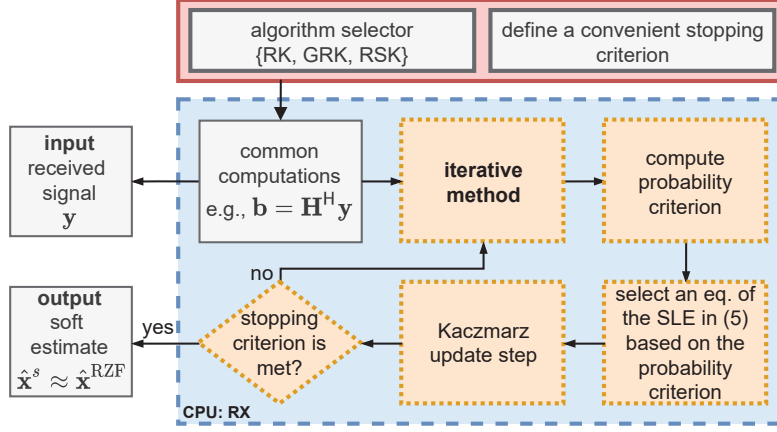 algorithm selector
{RK, GRK, RSK}
define a convenient stopping
criterion
input
received
signal
y
common
computations
e.g., b = H^H y
iterative
method
compute
probability
criterion
no
output
soft
estimate
x̂^s ≈ x̂^RZF
yes
stopping
criterion is
met?
Kaczmarz
update step
select an eq. of
the SLE in (5)
based on the
probability
criterion
CPU: RX